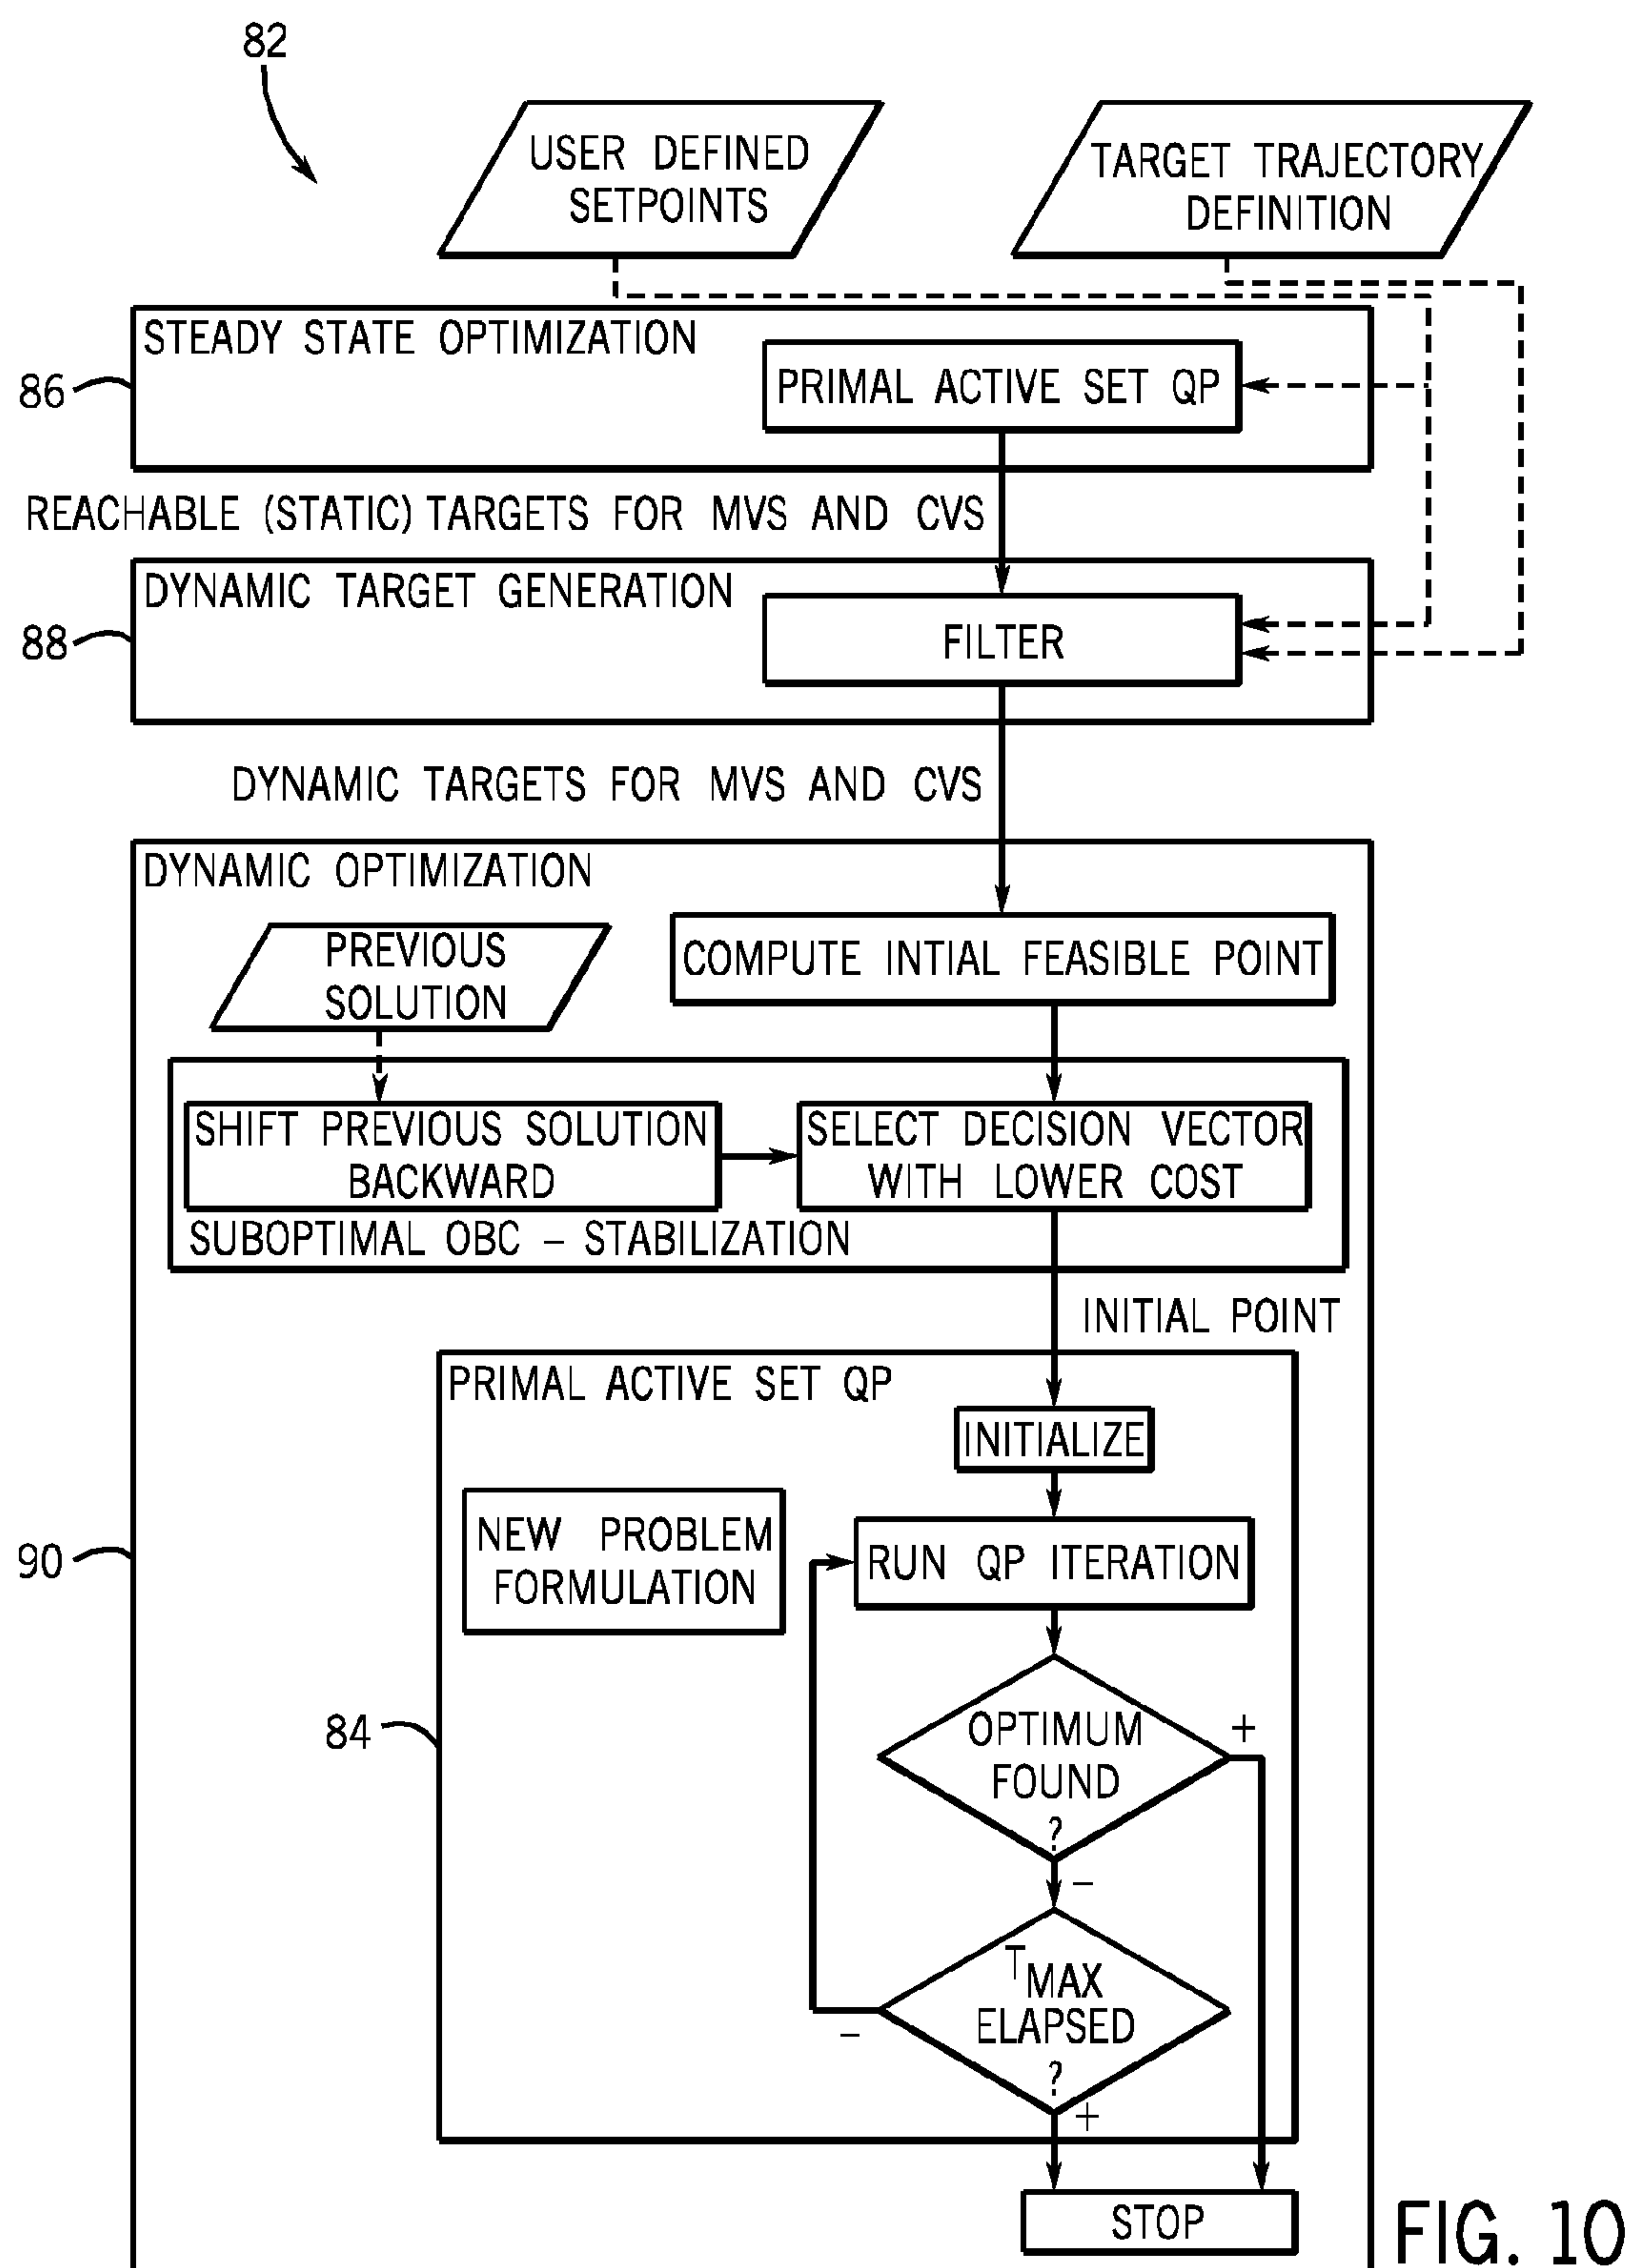 82
USER DEFINED
SETPOINTS
TARGET TRAJECTORY
DEFINITION
STEADY STATE OPTIMIZATION
PRIMAL ACTIVE SET QP
86
REACHABLE (STATIC) TARGETS FOR MVS AND CVS
DYNAMIC TARGET GENERATION
FILTER
88
DYNAMIC TARGETS FOR MVS AND CVS
DYNAMIC OPTIMIZATION
PREVIOUS
SOLUTION
COMPUTE INTIAL FEASIBLE POINT
SHIFT PREVIOUS SOLUTION
BACKWARD
SELECT DECISION VECTOR
WITH LOWER COST
SUBOPTIMAL OBC – STABILIZATION
INITIAL POINT
PRIMAL ACTIVE SET QP
INITIALIZE
NEW PROBLEM
FORMULATION
RUN QP ITERATION
90
84
OPTIMUM
FOUND
?
+
–
TMAX
ELAPSED
?
–
+
STOP
FIG. 10